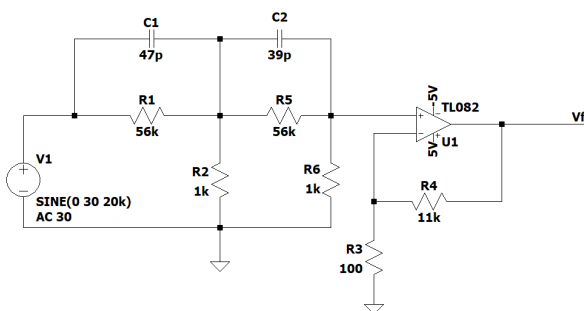 C1
47p
C2
39p
R1
56k
R5
56k
-5V
TL082
+
−
−
+
5V
U1
Vf
V1
+
−
R2
1k
R6
1k
R4
11k
SINE(0 30 20k)
AC 30
R3
100